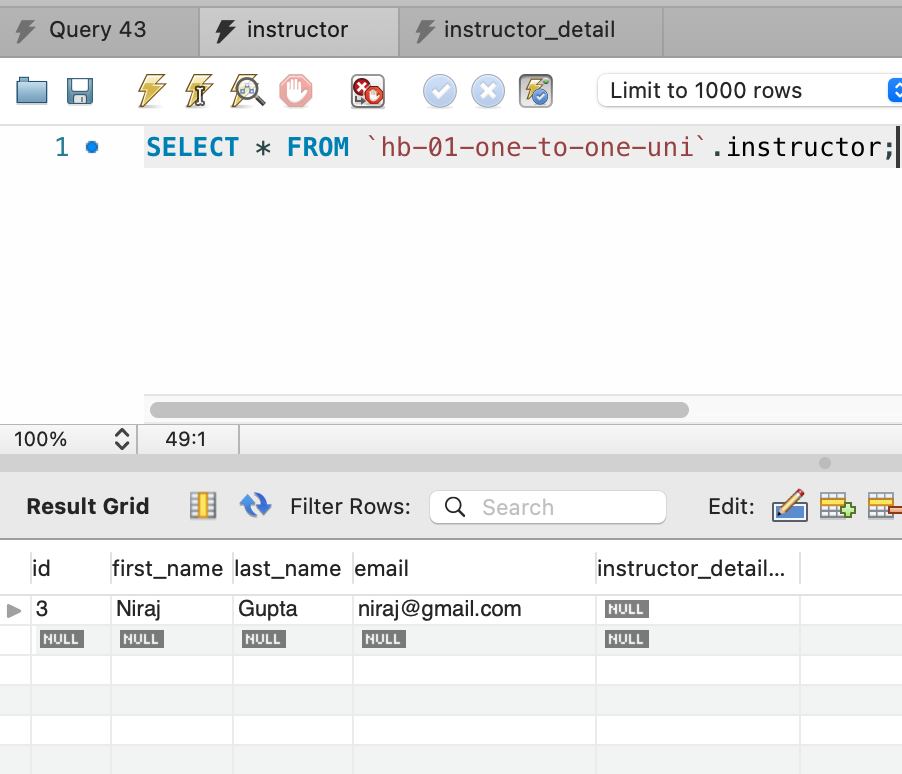 Query 43 instructor instructor_detail
Limit to 1000 rows
1 SELECT * FROM `hb-01-one-to-one-uni`.instructor;
100% 49:1
Result Grid Filter Rows: Search Edit:
id first_name last_name email instructor_detail...
3 Niraj Gupta niraj@gmail.com NULL
NULL NULL NULL NULL NULL